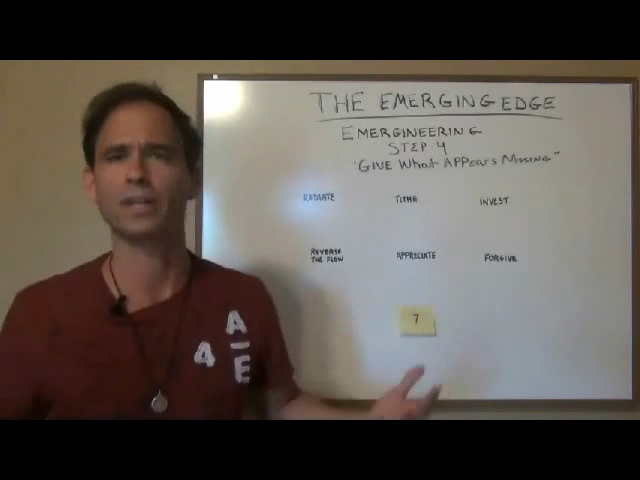 THE EMERGING EDGE
EMERGINEERING
STEP 4
"GIVE WHAT APPEARS MISSING"
RADIATE TITHE INVEST
REVERSE THE FLOW APPRECIATE FORGIVE
7
4 A
E